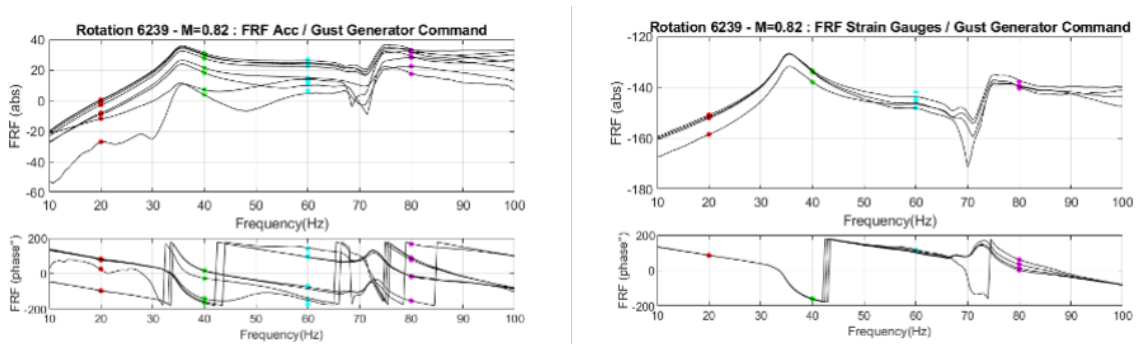 Rotation 6239 - M=0.82 : FRF Acc / Gust Generator Command
FRF (abs)
40
20
0
-20
-40
-60
10 20 30 40 50 60 70 80 90 100
Frequency(Hz)
FRF (phase°)
200
0
-200
10 20 30 40 50 60 70 80 90 100
Frequency(Hz)
Rotation 6239 - M=0.82 : FRF Strain Gauges / Gust Generator Command
FRF (abs)
-100
-120
-140
-160
-180
10 20 30 40 50 60 70 80 90 100
Frequency(Hz)
FRF (phase°)
200
0
-200
10 20 30 40 50 60 70 80 90 100
Frequency(Hz)